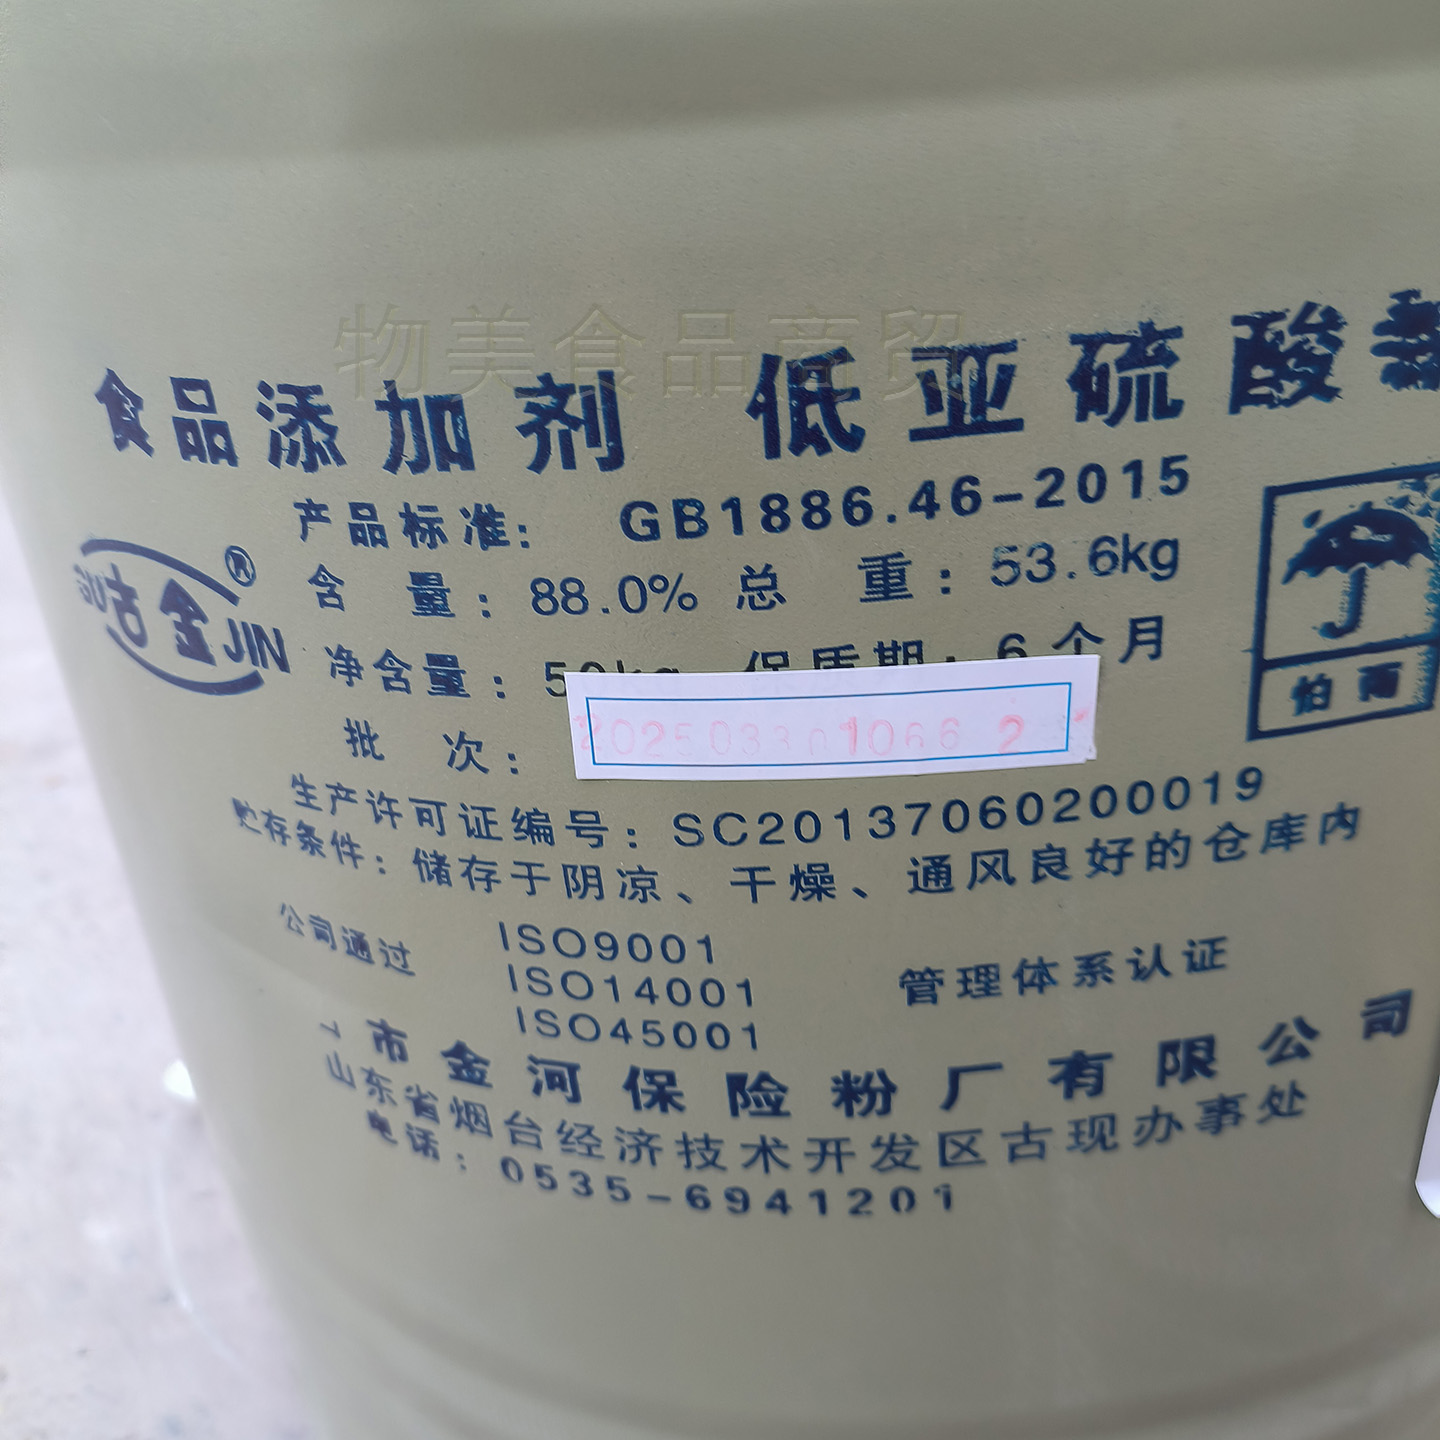 物美食品商贸
食品添加剂 低亚硫酸
产品标准: GB1886.46-2015
含量: 88.0% 总重: 53.6kg
净含量: 50kg 保质期: 6个月
批次: 1066 2
生产许可证编号: SC20137060200019
贮存条件: 储存于阴凉、干燥、通风良好的仓库内
古金® JIN
怕雨
公司通过 ISO9001
ISO14001 管理体系认证
ISO45001
市金河保险粉厂有限公司
山东省烟台经济技术开发区古现办事处
电话: 0535-6941201